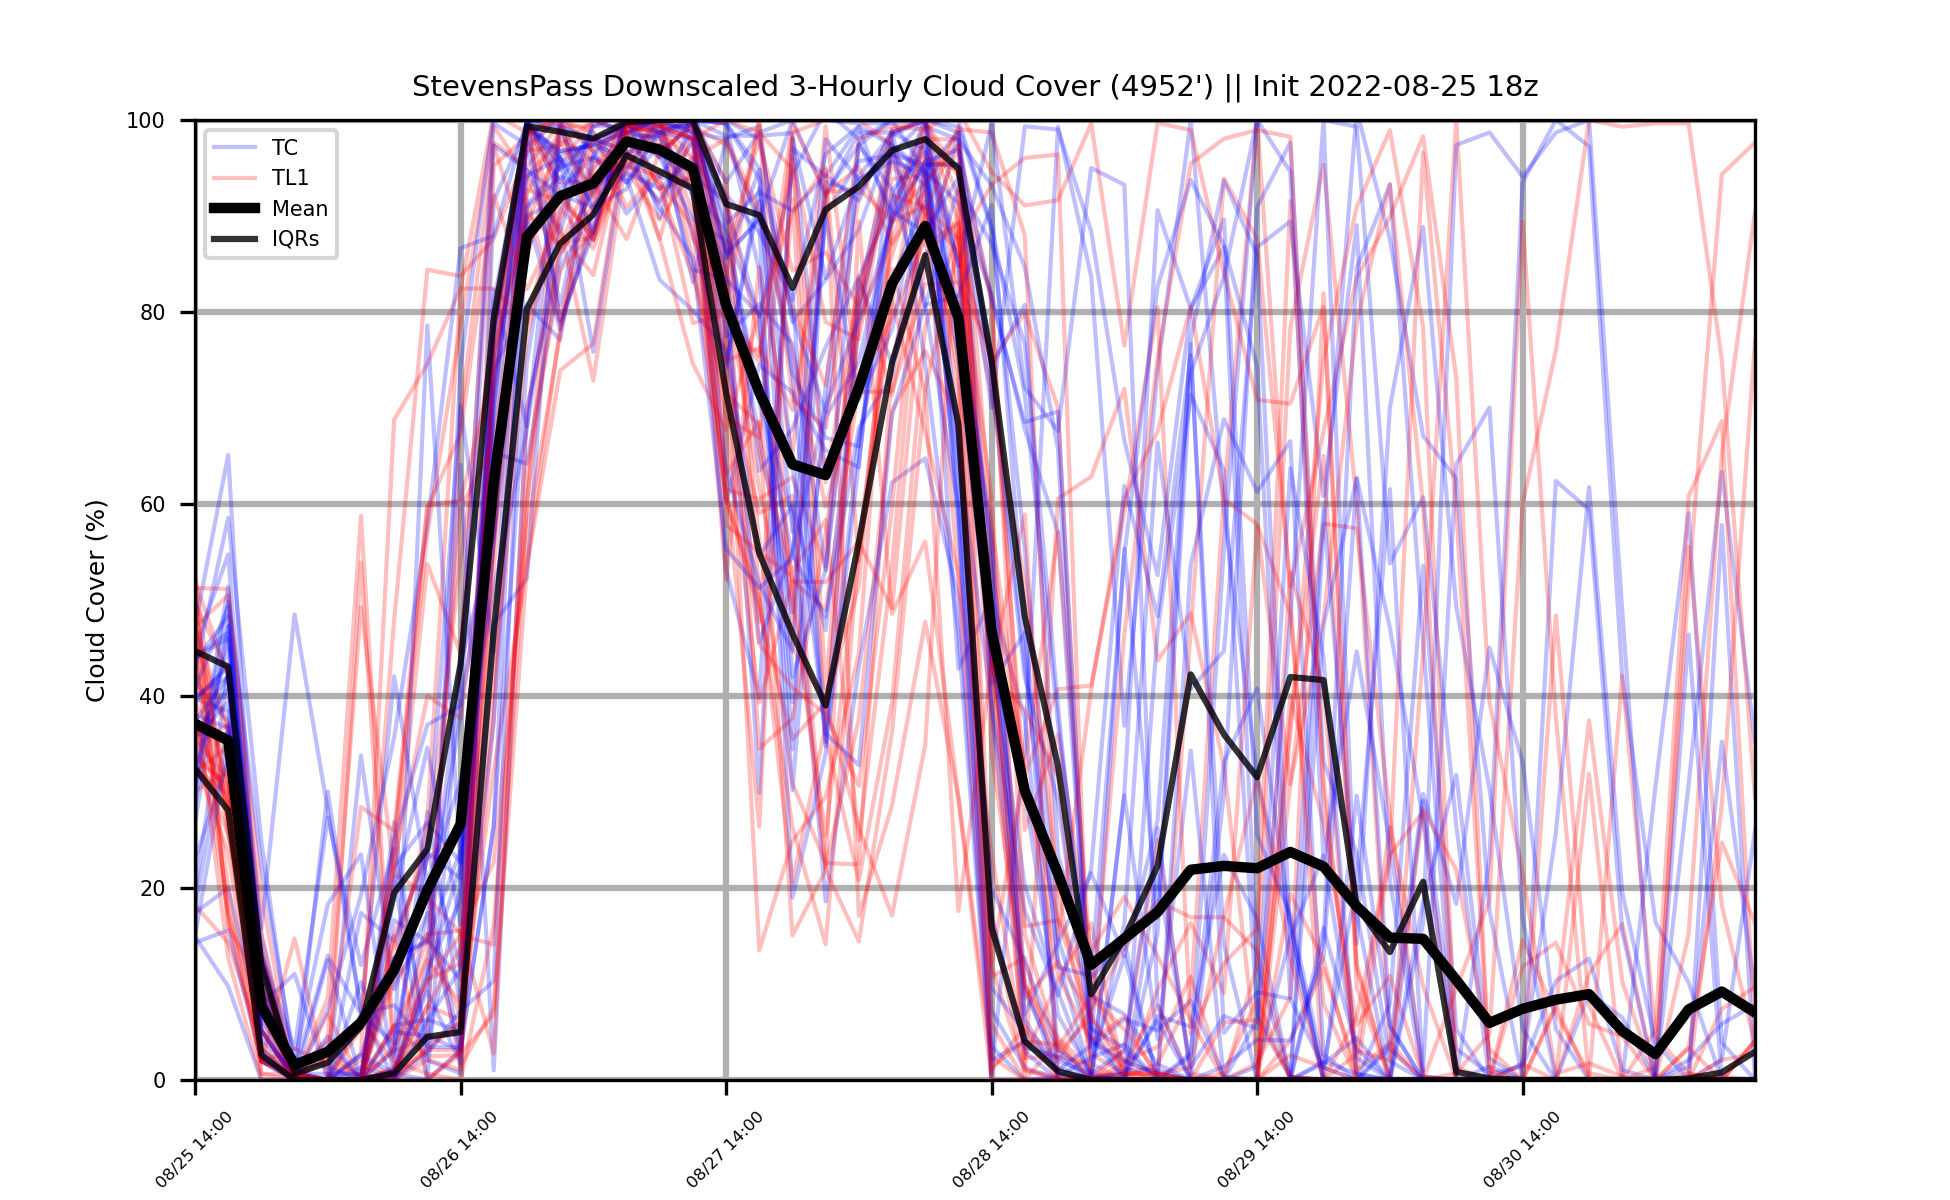 StevensPass Downscaled 3-Hourly Cloud Cover (4952') || Init 2022-08-25 18z
TC
TL1
Mean
IQRs
Cloud Cover (%)
100
80
60
40
20
0
08/25 14:00
08/26 14:00
08/27 14:00
08/28 14:00
08/29 14:00
08/30 14:00